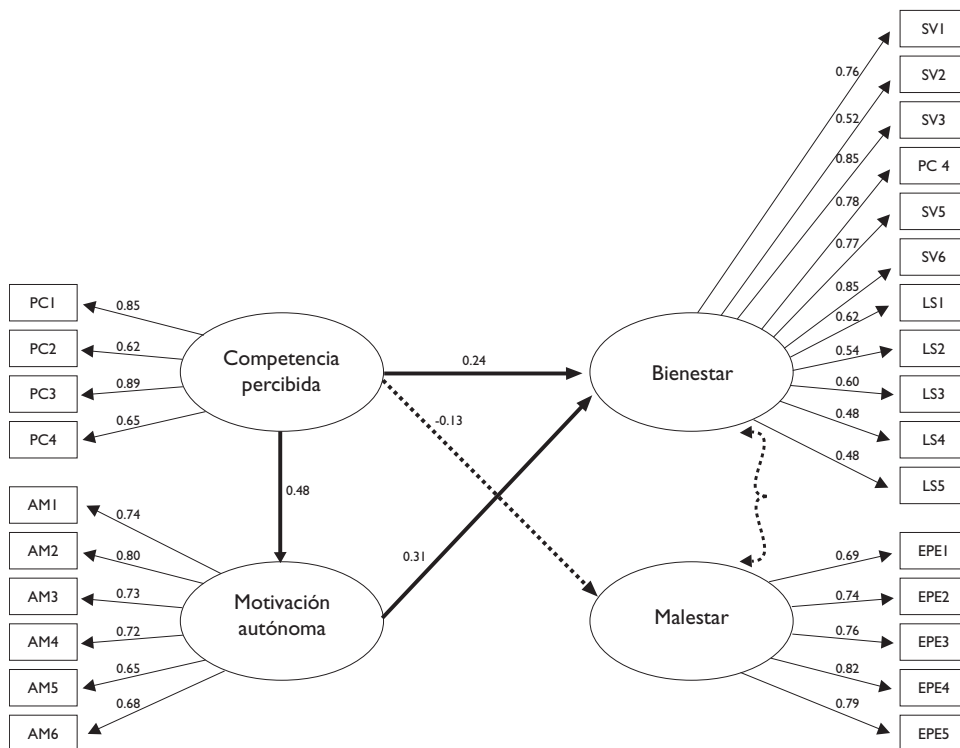 SV1
0.76
SV2
0.52
SV3
0.85
PC 4
0.78
SV5
0.77
SV6
0.85
LS1
0.62
LS2
0.54
LS3
0.60
LS4
0.48
LS5
0.48
PC1
0.85
PC2
0.62
PC3
0.89
PC4
0.65
Competencia
percibida
0.24
Bienestar
-0.13
0.48
0.31
AM1
0.74
AM2
0.80
AM3
0.73
AM4
0.72
AM5
0.65
AM6
0.68
Motivación
autónoma
Malestar
EPE1
0.69
EPE2
0.74
EPE3
0.76
EPE4
0.82
EPE5
0.79